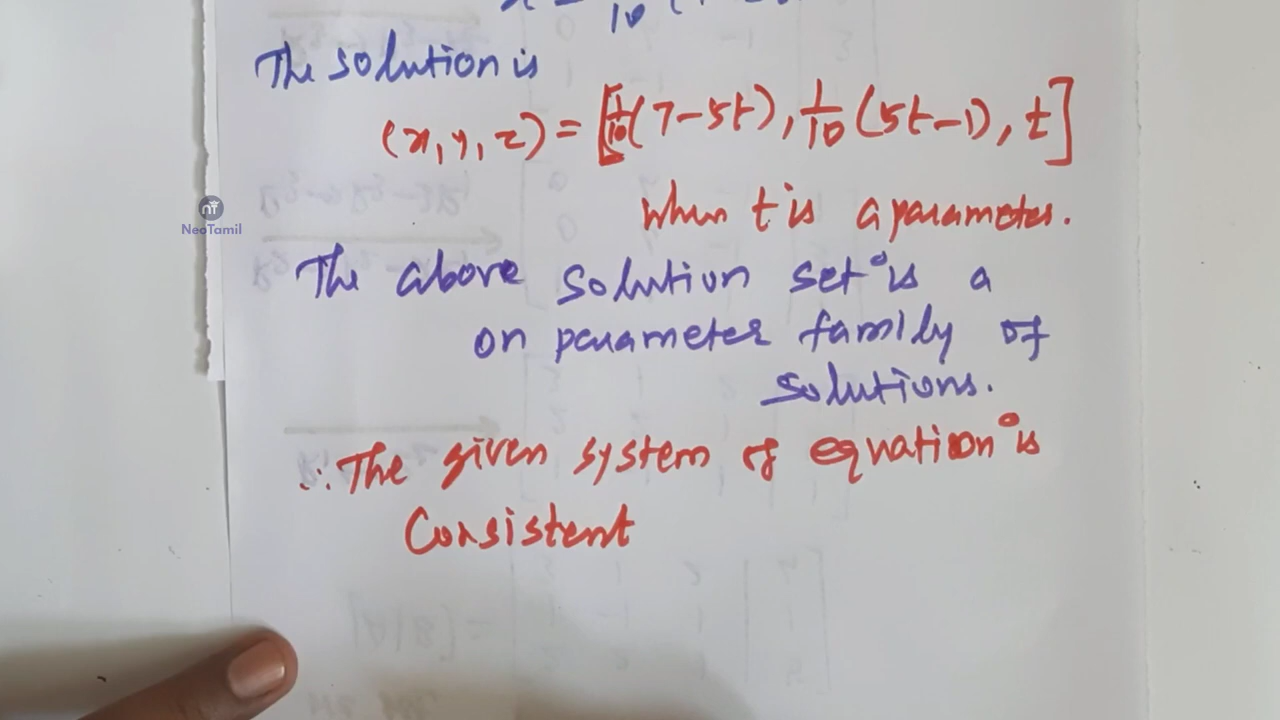 The solution is
(x, y, z) = [1/10(7-5t), 1/10(5t-1), t]
when t is a parameter.
NeoTamil
The above solution set is a
on parameter family of
solutions.
∴ The given system of equation is
Consistent